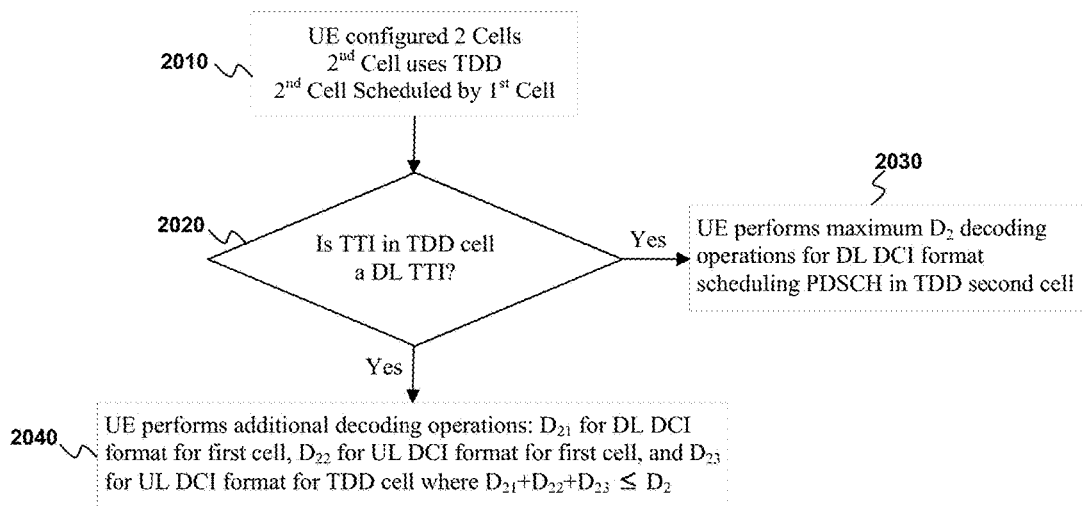 UE configured 2 Cells
2nd Cell uses TDD
2nd Cell Scheduled by 1st Cell
2010
2030
2020
Is TTI in TDD cell
a DL TTI?
Yes
UE performs maximum D2 decoding
operations for DL DCI format
scheduling PDSCH in TDD second cell
Yes
2040
UE performs additional decoding operations: D21 for DL DCI
format for first cell, D22 for UL DCI format for first cell, and D23
for UL DCI format for TDD cell where D21+D22+D23 ≤ D2